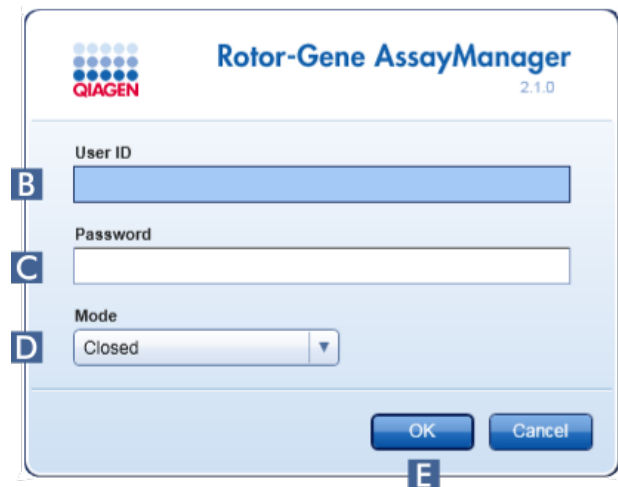 Rotor-Gene AssayManager
2.1.0
QIAGEN
User ID
B
Password
C
Mode
D
Closed
OK
Cancel
E